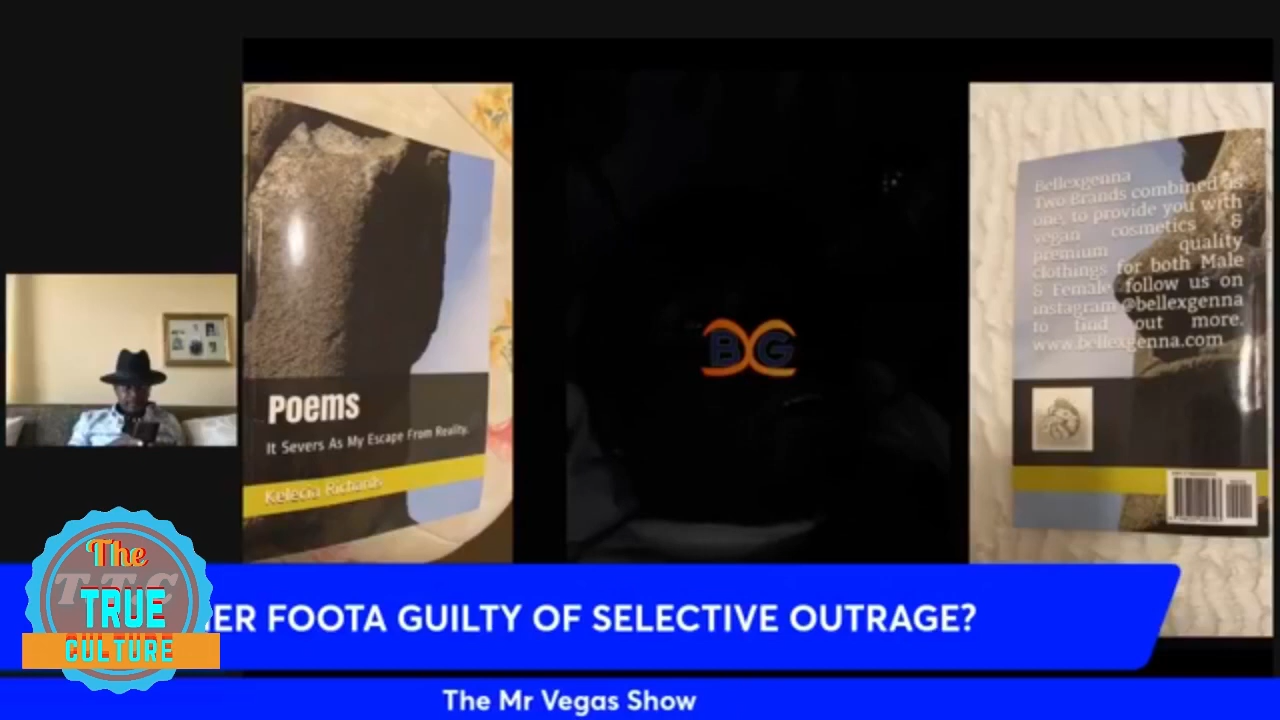 Poems
It Severs As My Escape From Reality.
Kelecia Richards
BG
Bellexgenna
Two Brands combined as
one, to provide you with
vegan cosmetics &
premium quality
clothings for both Male
& Female, follow us on
instagram @bellexgenna
to find out more.
www.bellexgenna.com
The
TTC
TRUE
CULTURE
ER FOOTA GUILTY OF SELECTIVE OUTRAGE?
The Mr Vegas Show